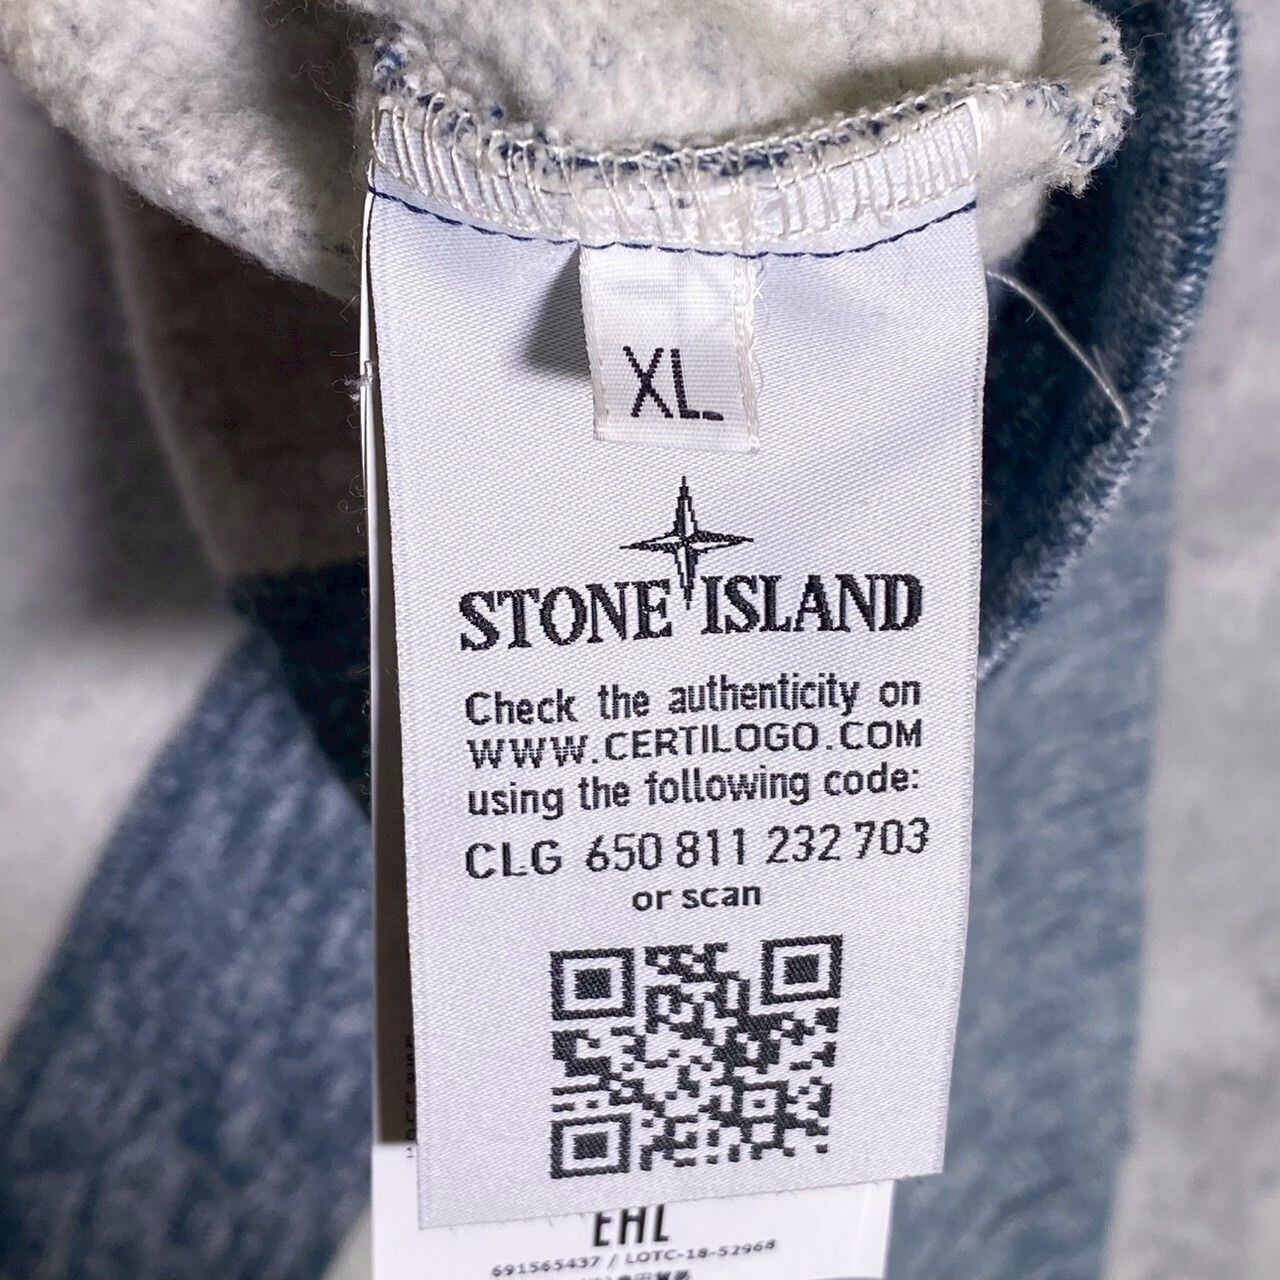 XL
STONE ISLAND
Check the authenticity on
WWW.CERTILOGO.COM
using the following code:
CLG 650 811 232 703
or scan
EAC
691565437 / LOTC-18-52968